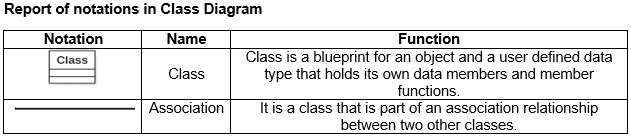 Report of notations in Class Diagram
Notation Name Function
Class
Class
Class is a blueprint for an object and a user defined data
type that holds its own data members and member
functions.
Association
It is a class that is part of an association relationship
between two other classes.